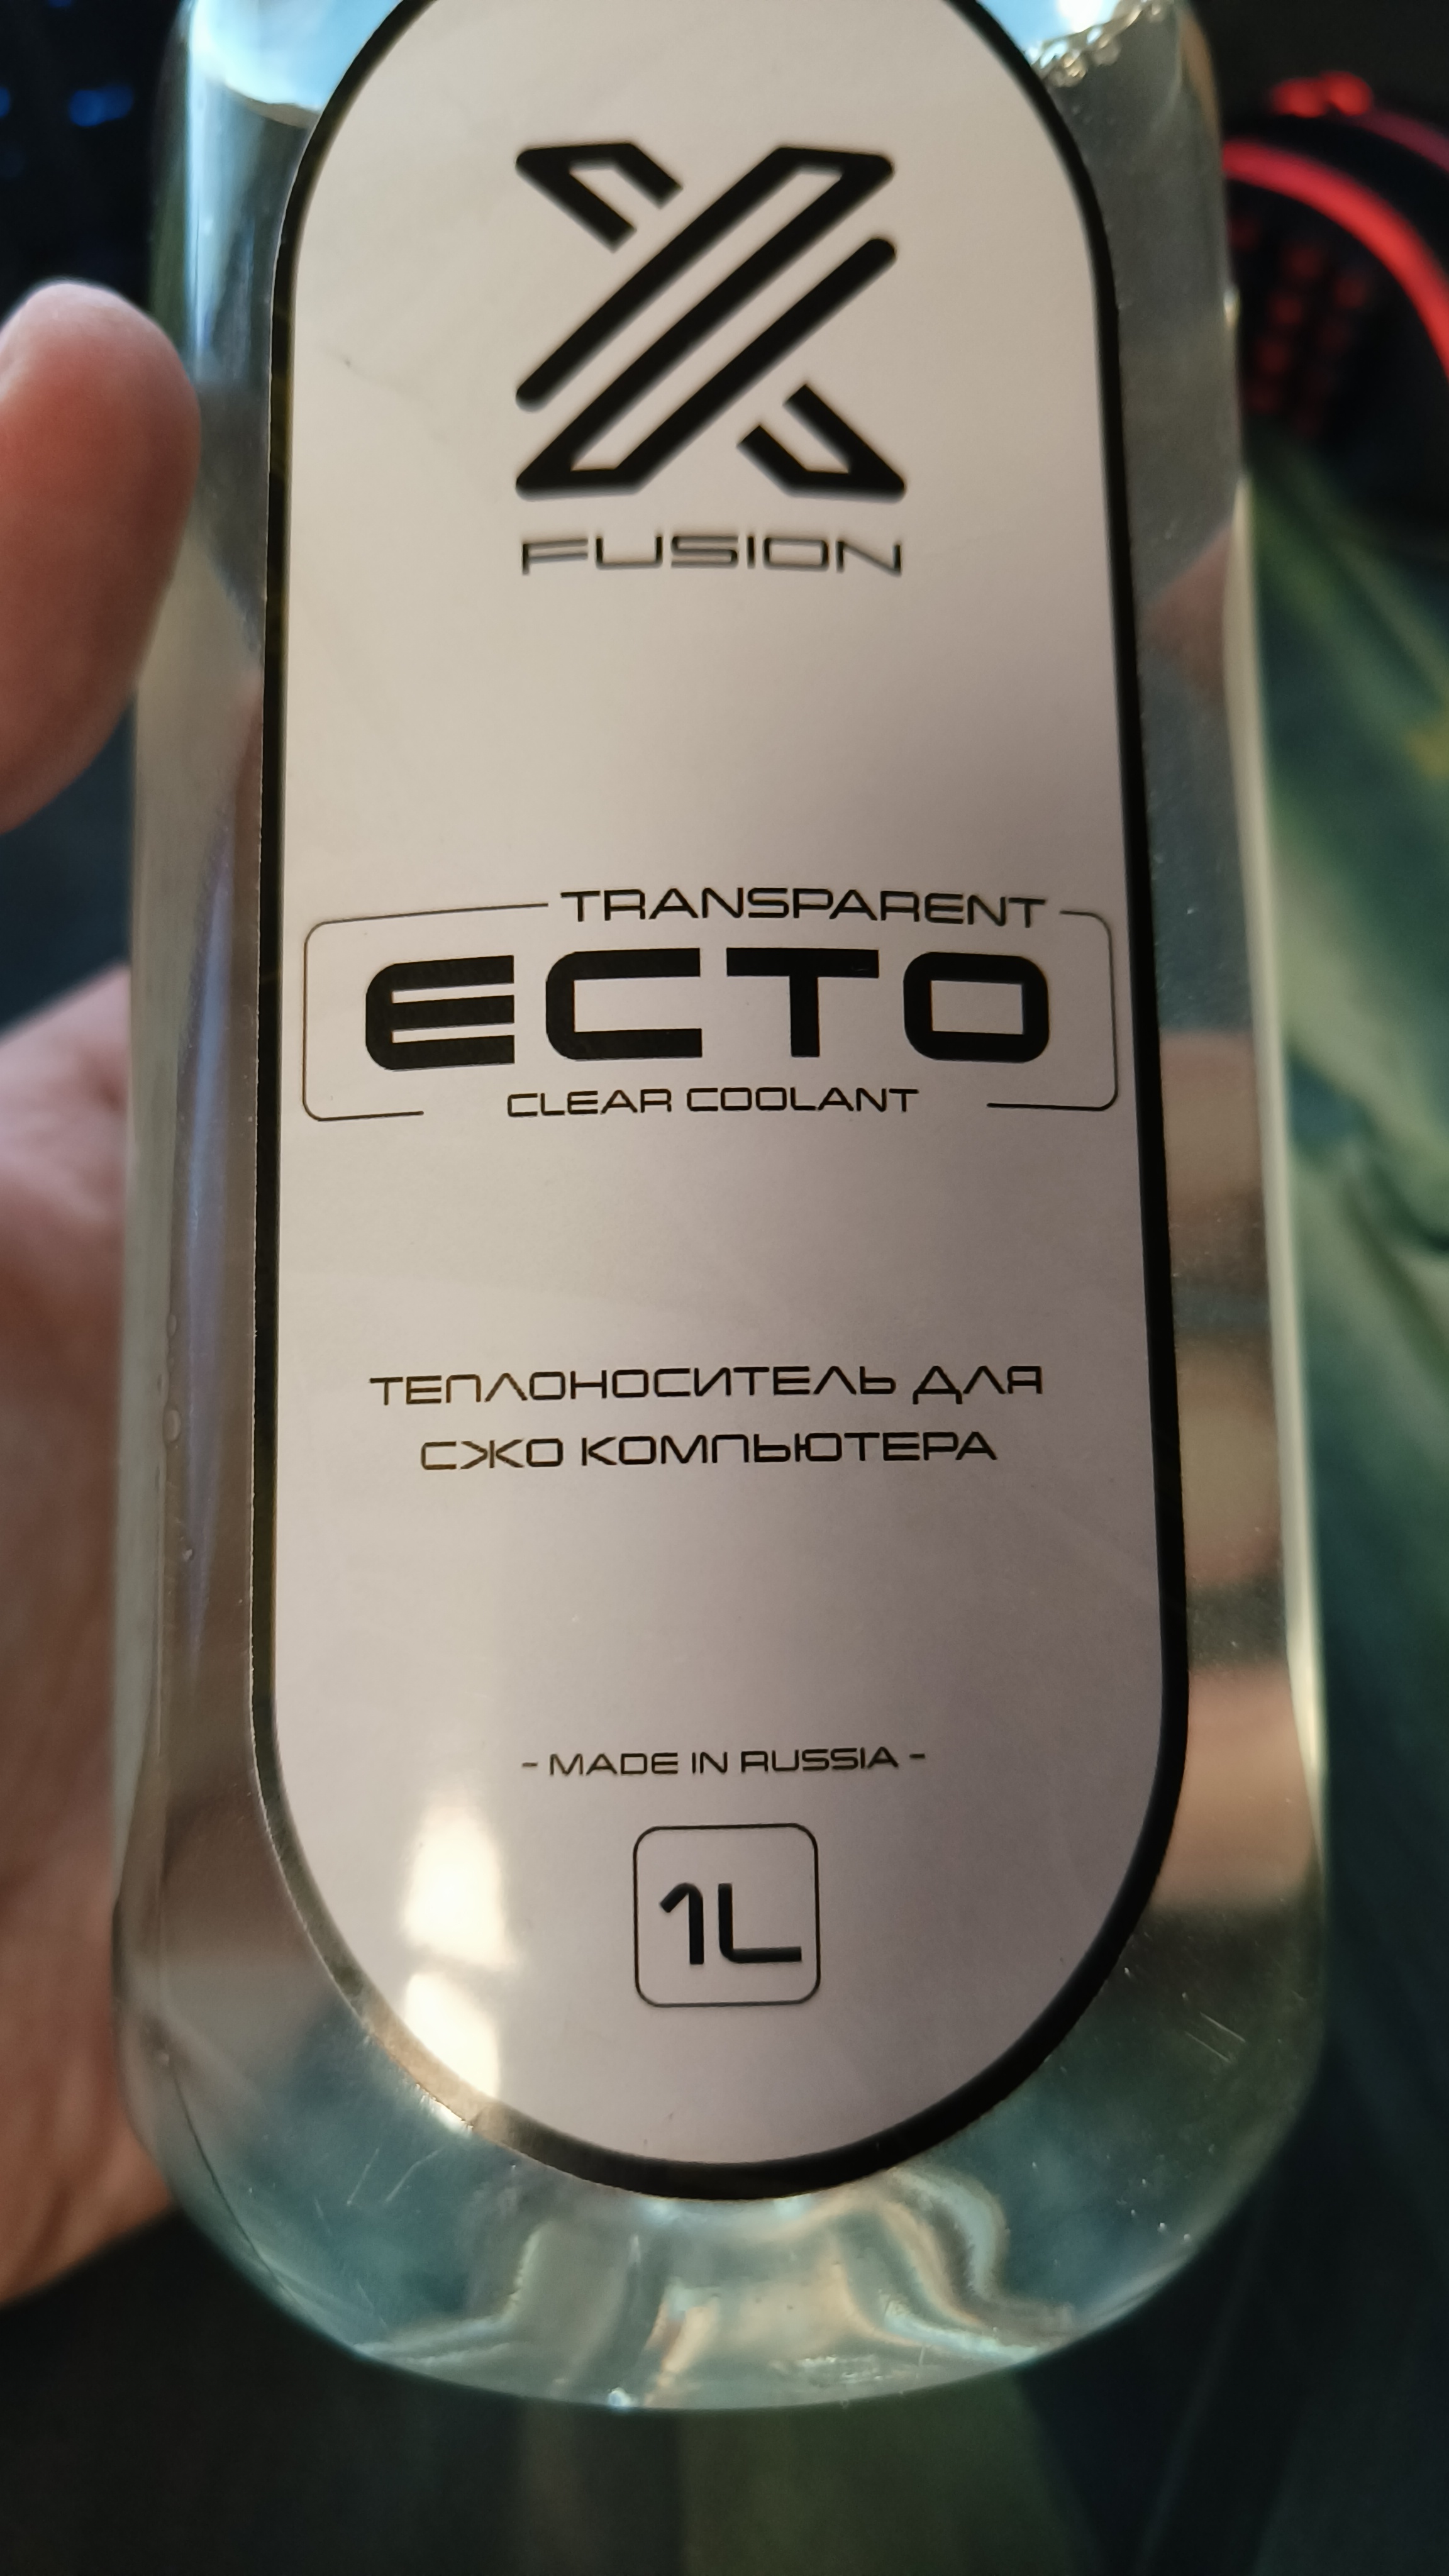 X
FUSION
TRANSPARENT
ECTO
CLEAR COOLANT
ТЕПЛОНОСИТЕЛЬ ДЛЯ
СЖО КОМПЬЮТЕРА
- MADE IN RUSSIA -
1L